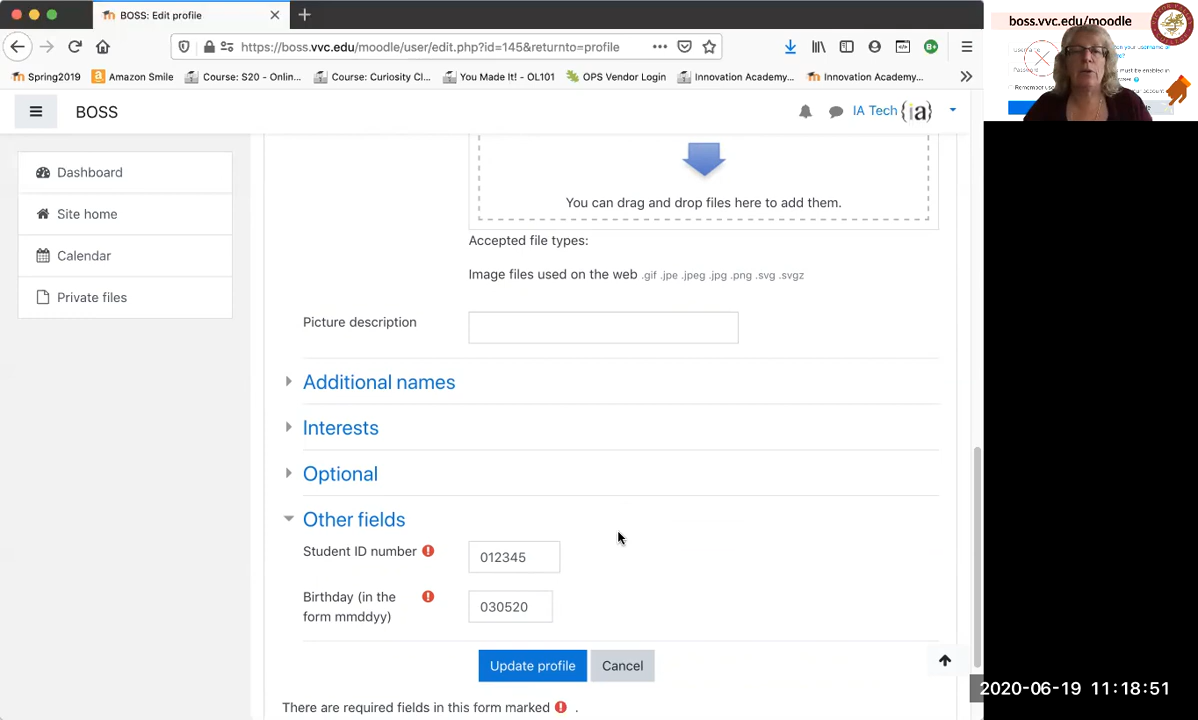 BOSS: Edit profile
https://boss.vvc.edu/moodle/user/edit.php?id=145&returnto=profile
Spring2019
Amazon Smile
Course: S20 - Onlin...
Course: Curiosity Cl...
You Made It! - OL101
OPS Vendor Login
Innovation Academy...
Innovation Academy...
BOSS
IA Tech {ia}
Dashboard
Site home
Calendar
Private files
You can drag and drop files here to add them.
Accepted file types:
Image files used on the web .gif .jpe .jpeg .jpg .png .svg .svgz
Picture description
Additional names
Interests
Optional
Other fields
Student ID number
012345
Birthday (in the
form mmddyy)
030520
Update profile
Cancel
There are required fields in this form marked .
boss.vvc.edu/moodle
2020-06-19 11:18:51